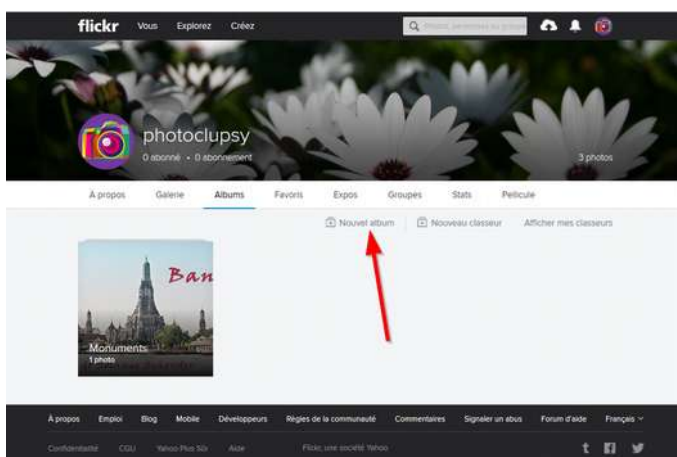 flickr Vous Explorez Créez
photoclupsy
0 abonné • 0 abonnement
3 photos
À propos Galerie Albums Favoris Expos Groupes Stats Pellicule
Nouvel album Nouveau classeur Afficher mes classeurs
Ban
Monuments
1 photo
À propos Emploi Blog Mobile Développeurs Règles de la communauté Commentaires Signaler un abus Forum d'aide Français
Confidentialité CGU Yahoo Plus Sûr Aide Flickr, une société Yahoo